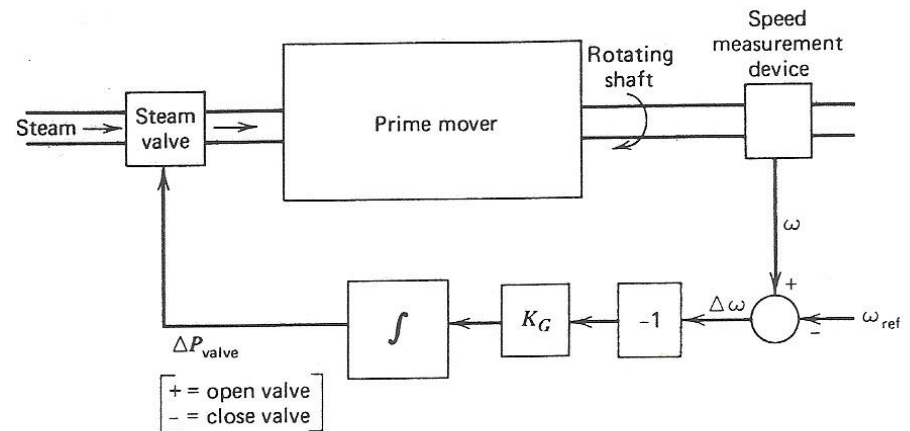 Speed
measurement
device
Rotating
shaft
Steam
Steam
valve
Prime mover
ω
+
Δω
ω_ref
−
-1
K_G
∫
ΔP_valve
+ = open valve
− = close valve